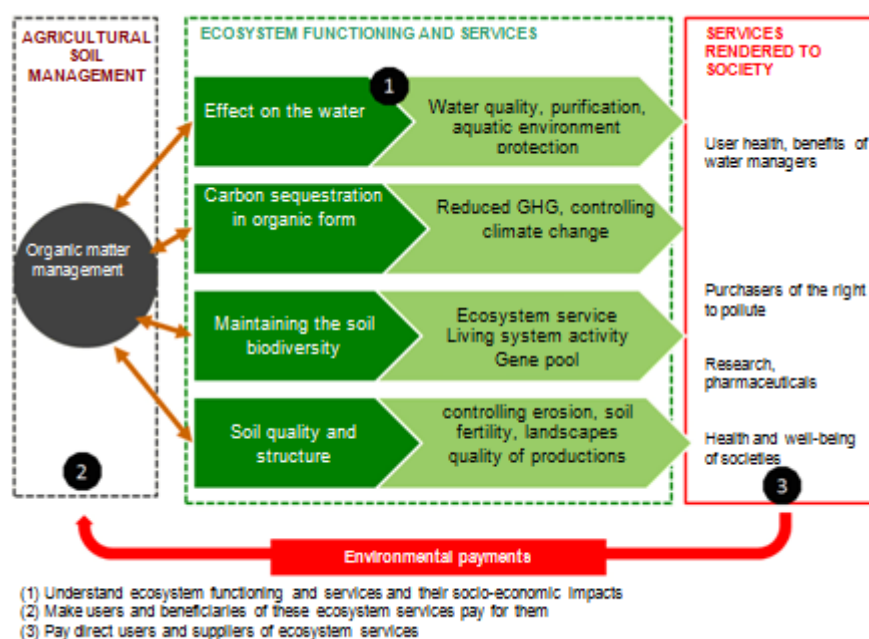 AGRICULTURAL
SOIL
MANAGEMENT
Organic matter
management
2
ECOSYSTEM FUNCTIONING AND SERVICES
1
Effect on the water
Water quality, purification,
aquatic environment
protection
Carbon sequestration
in organic form
Reduced GHG, controlling
climate change
Maintaining the soil
biodiversity
Ecosystem service
Living system activity
Gene pool
Soil quality and
structure
controlling erosion, soil
fertility, landscapes
quality of productions
SERVICES
RENDERED TO
SOCIETY
User health, benefits of
water managers
Purchasers of the right
to pollute
Research,
pharmaceuticals
Health and well-being
of societies
3
Environmental payments
(1) Understand ecosystem functioning and services and their socio-economic impacts
(2) Make users and beneficiaries of these ecosystem services pay for them
(3) Pay direct users and suppliers of ecosystem services